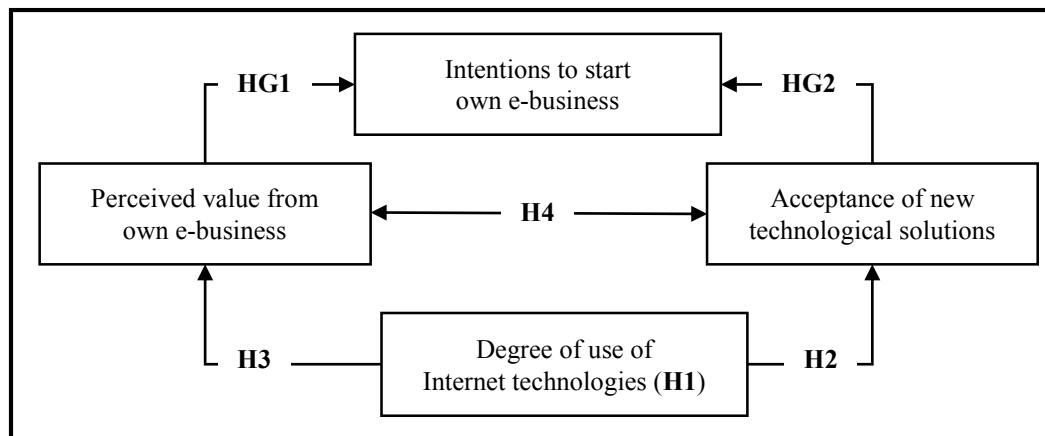 Intentions to start
own e-business
HG1
HG2
Perceived value from
own e-business
H4
Acceptance of new
technological solutions
H3
Degree of use of
Internet technologies (H1)
H2